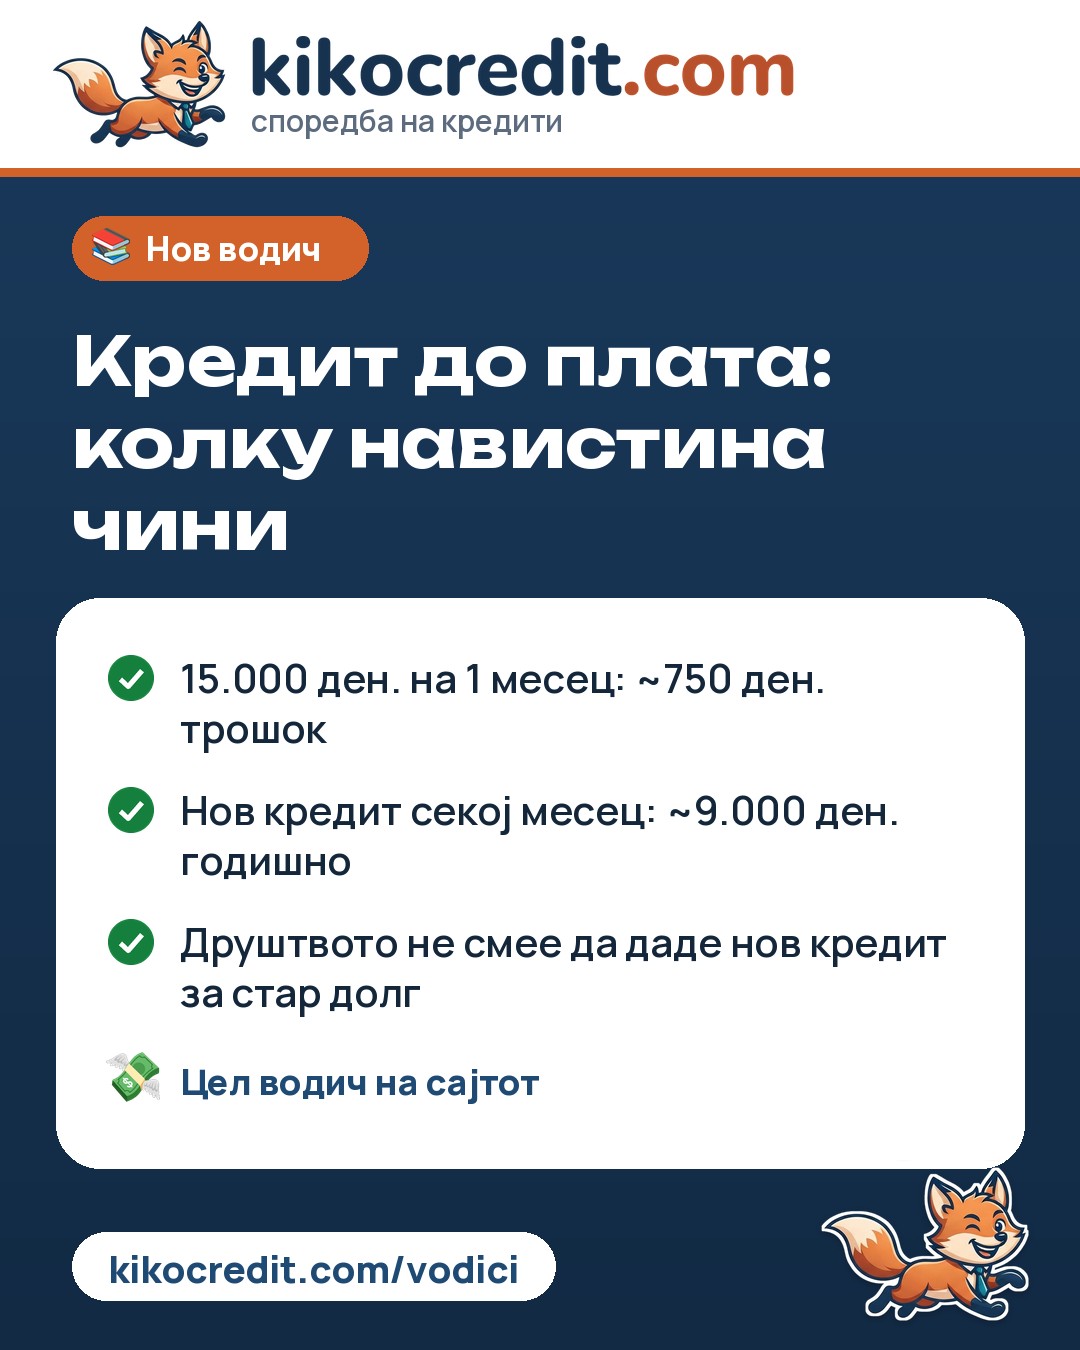 kikocredit.com
споредба на кредити
Нов водич
Кредит до плата:
колку навистина
чини
15.000 ден. на 1 месец: ~750 ден.
трошок
Нов кредит секој месец: ~9.000 ден.
годишно
Друштвото не смее да даде нов кредит
за стар долг
Цел водич на сајтот
kikocredit.com/vodici